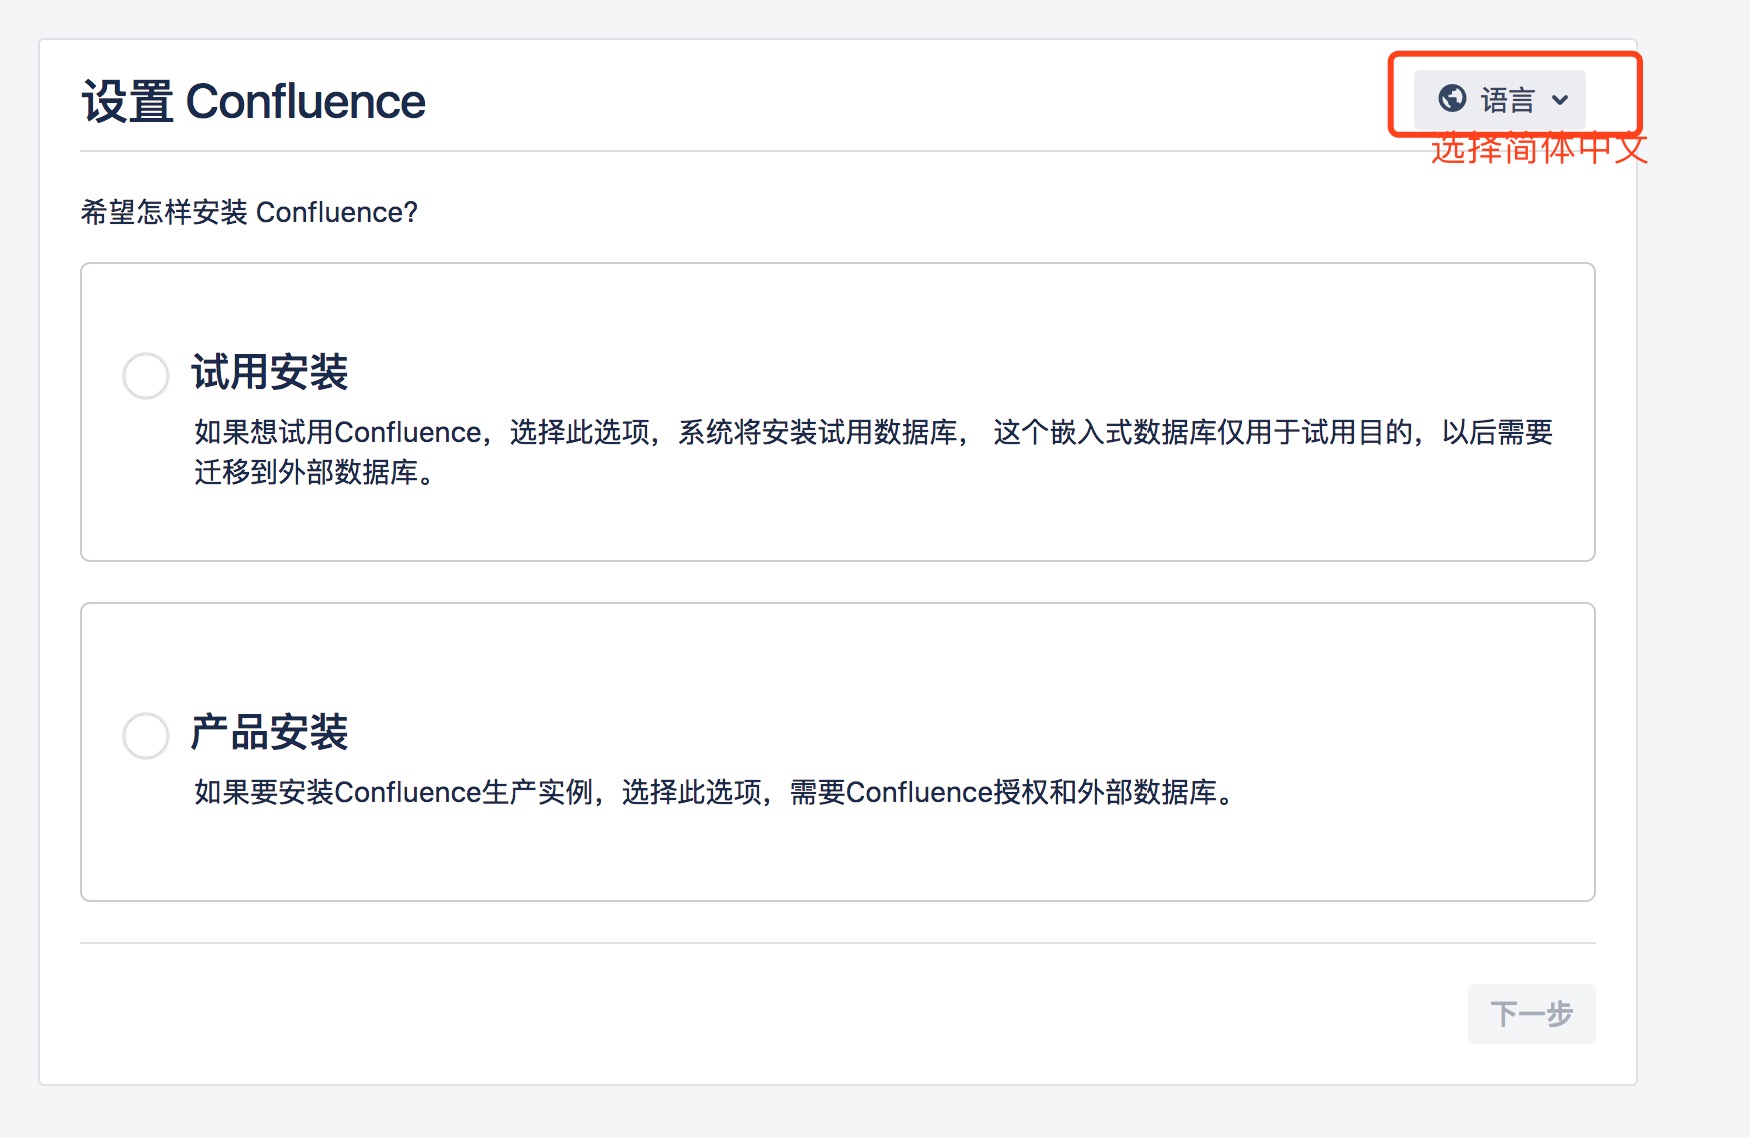 设置 Confluence
语言
选择简体中文
希望怎样安装 Confluence?
试用安装
如果想试用Confluence，选择此选项，系统将安装试用数据库， 这个嵌入式数据库仅用于试用目的，以后需要
迁移到外部数据库。
产品安装
如果要安装Confluence生产实例，选择此选项，需要Confluence授权和外部数据库。
下一步